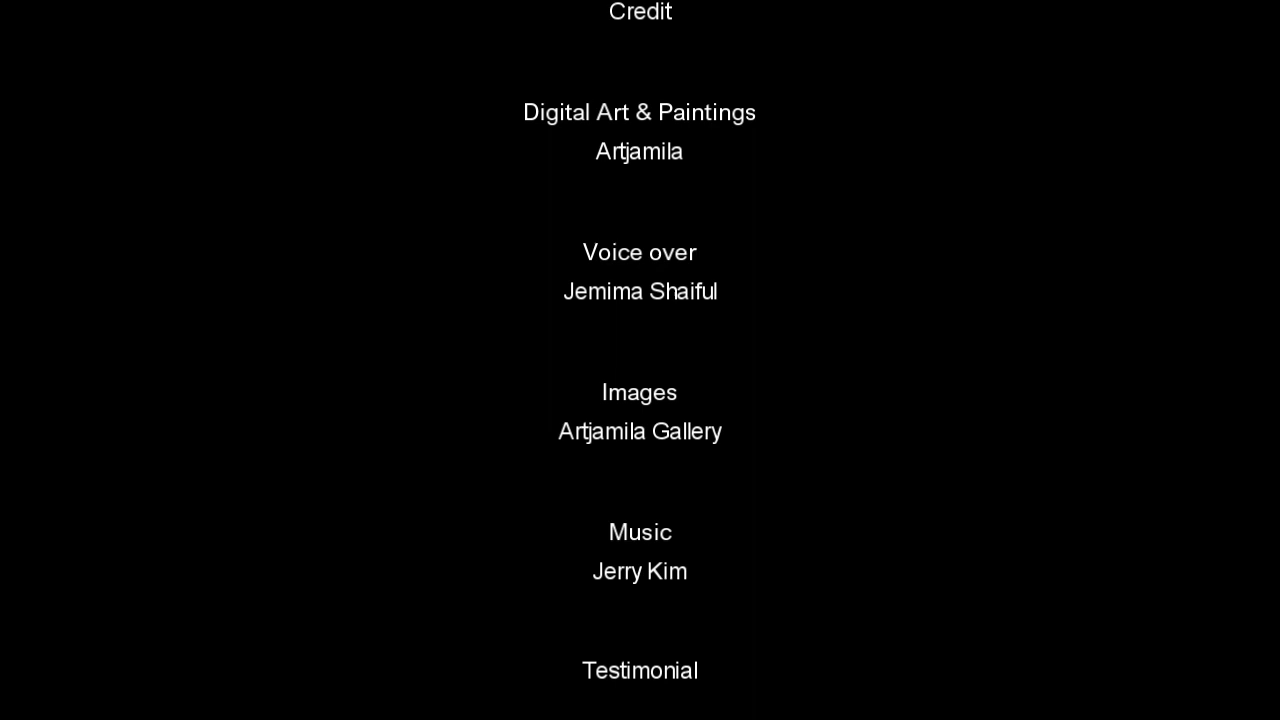 Credit
Digital Art & Paintings
Artjamila
Voice over
Jemima Shaiful
Images
Artjamila Gallery
Music
Jerry Kim
Testimonial